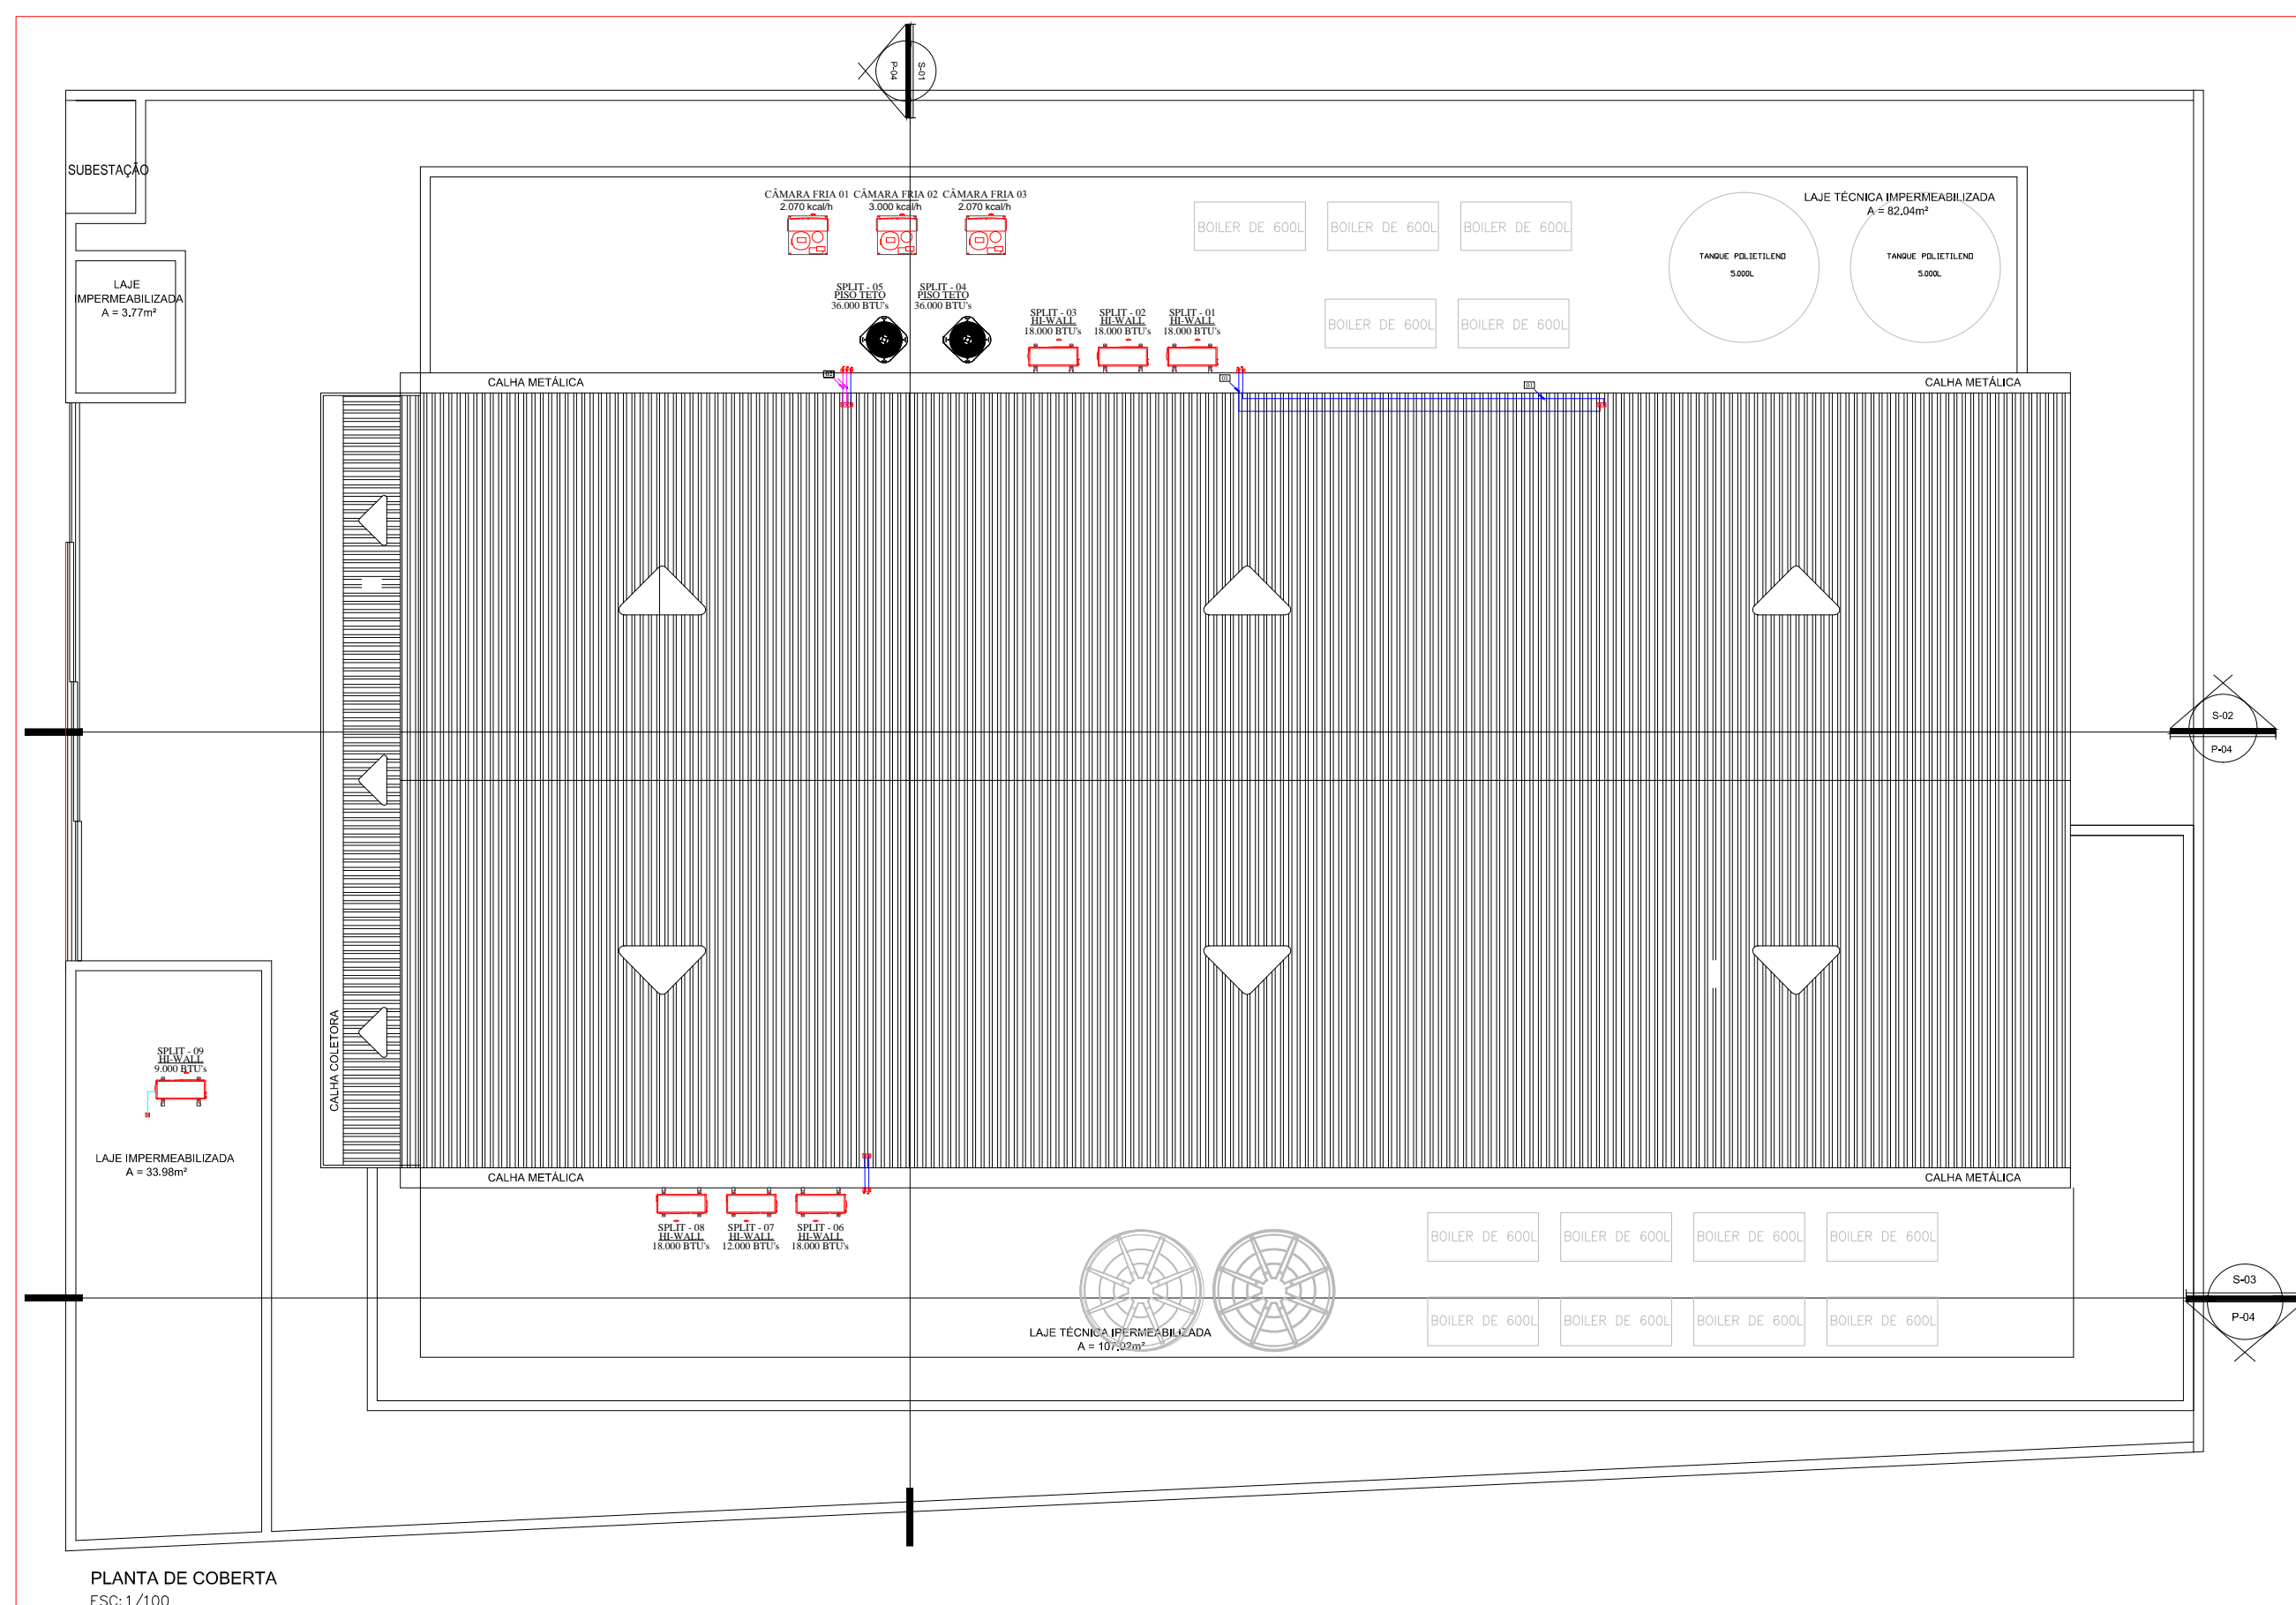 P-04
S-01
SUBESTAÇÃO
CÂMARA FRIA 01
2.070 kcal/h
CÂMARA FRIA 02
3.000 kcal/h
CÂMARA FRIA 03
2.070 kcal/h
BOILER DE 600L
BOILER DE 600L
BOILER DE 600L
LAJE TÉCNICA IMPERMEABILIZADA
A = 82.04m²
TANQUE POLIETILENO
5.000L
TANQUE POLIETILENO
5.000L
LAJE
IMPERMEABILIZADA
A = 3.77m²
SPLIT - 05
PISO TETO
36.000 BTU's
SPLIT - 04
PISO TETO
36.000 BTU's
SPLIT - 03
HI-WALL
18.000 BTU's
SPLIT - 02
HI-WALL
18.000 BTU's
SPLIT - 01
HI-WALL
18.000 BTU's
BOILER DE 600L
BOILER DE 600L
CALHA METÁLICA
02
CALHA METÁLICA
S-02
P-04
CALHA COLETORA
SPLIT - 09
HI-WALL
9.000 BTU's
LAJE IMPERMEABILIZADA
A = 33.98m²
CALHA METÁLICA
CALHA METÁLICA
SPLIT - 08
HI-WALL
18.000 BTU's
SPLIT - 07
HI-WALL
12.000 BTU's
SPLIT - 06
HI-WALL
18.000 BTU's
BOILER DE 600L
BOILER DE 600L
BOILER DE 600L
BOILER DE 600L
S-03
P-04
BOILER DE 600L
BOILER DE 600L
BOILER DE 600L
BOILER DE 600L
LAJE TÉCNICA IPERMEABILIZADA
A = 107.02m²
PLANTA DE COBERTA
ESC: 1/100